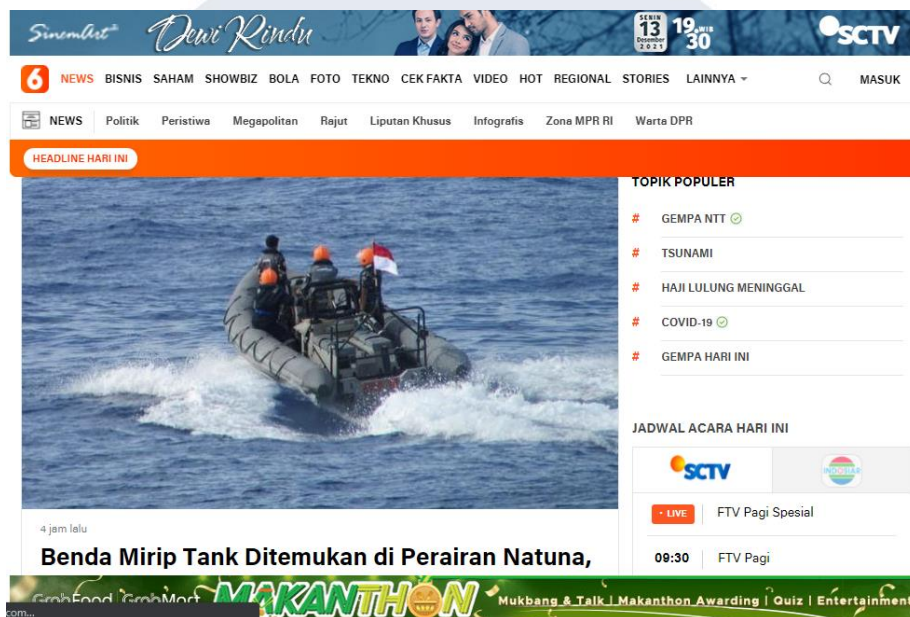 SinemArt
Dewi Rindu
SENIN
13
Desember
2021
19.WIB
30
SCTV
6 NEWS BISNIS SAHAM SHOWBIZ BOLA FOTO TEKNO CEK FAKTA VIDEO HOT REGIONAL STORIES LAINNYA MASUK
NEWS Politik Peristiwa Megapolitan Rajut Liputan Khusus Infografis Zona MPR RI Warta DPR
HEADLINE HARI INI
TOPIK POPULER
# GEMPA NTT
# TSUNAMI
# HAJI LULUNG MENINGGAL
# COVID-19
# GEMPA HARI INI
JADWAL ACARA HARI INI
SCTV INDOSIAR
• LIVE FTV Pagi Spesial
09:30 FTV Pagi
4 jam lalu
Benda Mirip Tank Ditemukan di Perairan Natuna,
GrabFood GrabMart MAKANTHON Mukbang & Talk | Makanthon Awarding | Quiz | Entertainment
com...